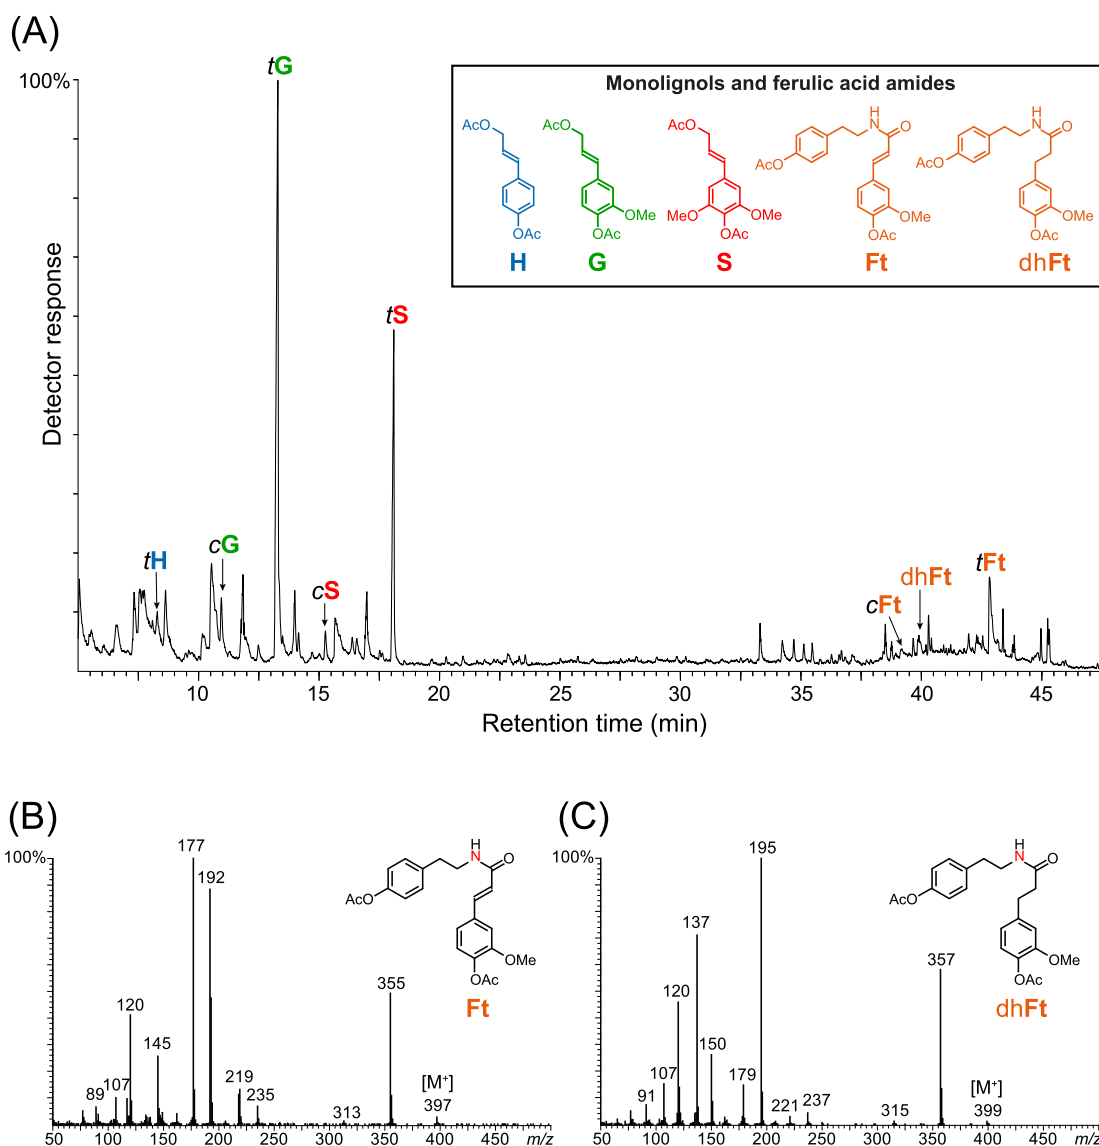 (A)
100%
Detector response
tG
tS
tH
cG
cS
cFt
dhFt
tFt
10 15 20 25 30 35 40 45
Retention time (min)
Monolignols and ferulic acid amides
AcO
OAc
H
AcO
OMe
OAc
G
AcO
MeO
OMe
OAc
S
H
N
O
AcO
OMe
OAc
Ft
H
N
O
AcO
OMe
OAc
dhFt
(B)
100%
177
192
355
120
145
219
235
107
89
313
[M+]
397
50 100 150 200 250 300 350 400 450 m/z
H
N
O
AcO
OMe
OAc
Ft
(C)
100%
195
137
357
120
150
107
179
91
221
237
315
[M+]
399
50 100 150 200 250 300 350 400 450 m/z
H
N
O
AcO
OMe
OAc
dhFt